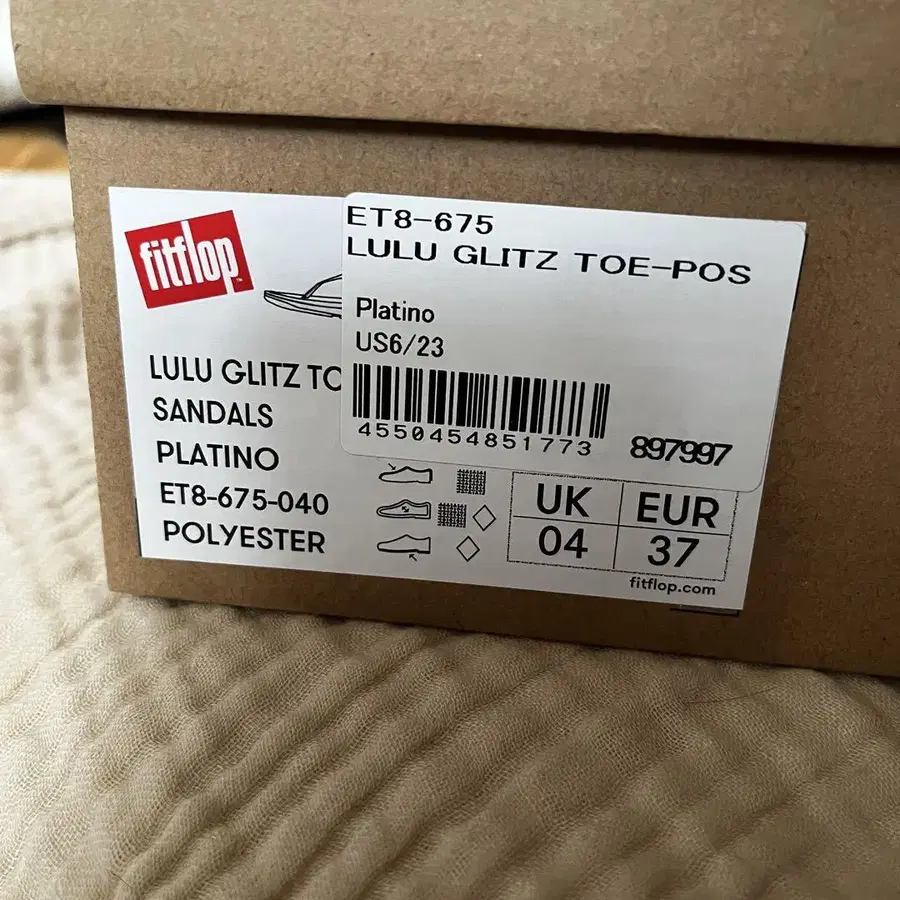 fitflop
LULU GLITZ TO
SANDALS
PLATINO
ET8-675-040
POLYESTER
ET8-675
LULU GLITZ TOE-POS
Platino
US6/23
4550454851773
897997
UK EUR
04 37
fitflop.com